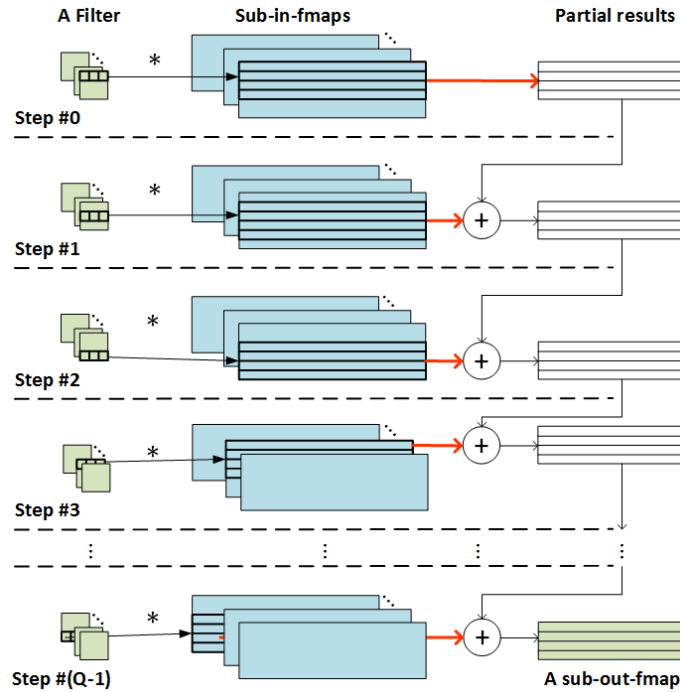 A Filter
Sub-in-fmaps
Partial results
*
Step #0
*
+
Step #1
*
+
Step #2
*
+
Step #3
*
+
Step #(Q-1)
A sub-out-fmap